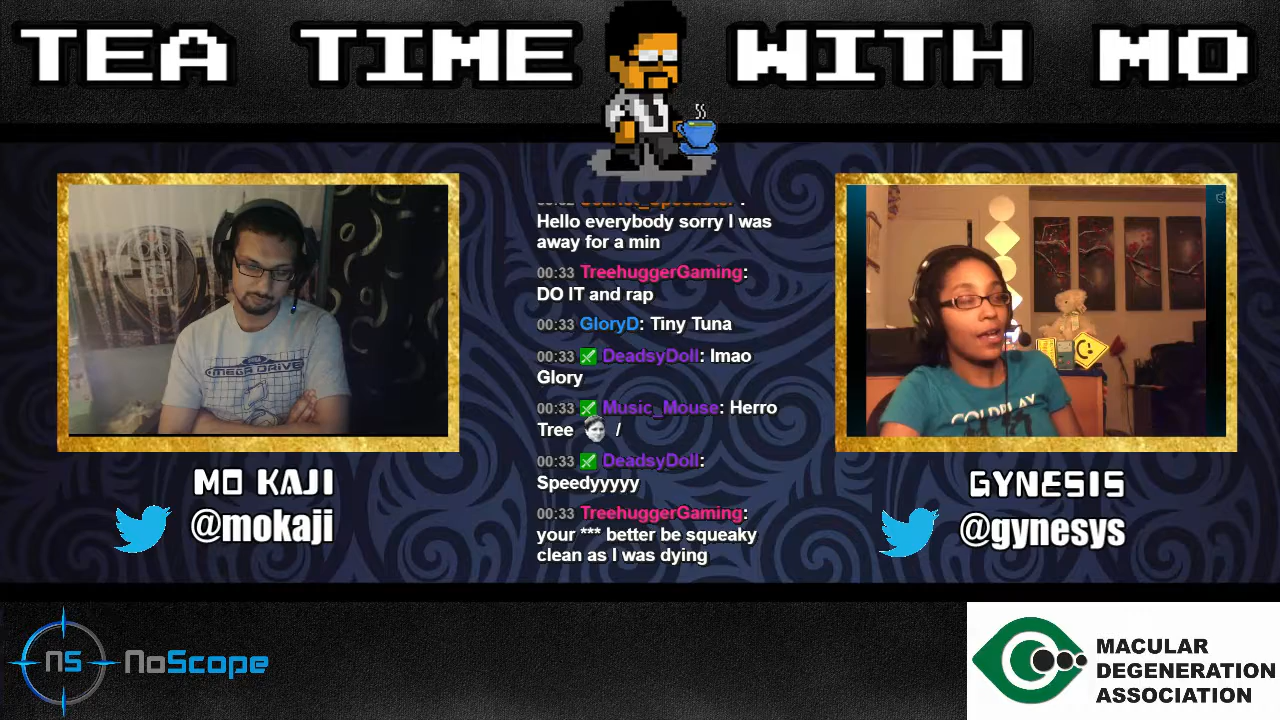 TEA TIME WITH MO
Hello everybody sorry I was
away for a min
00:33 TreehuggerGaming:
DO IT and rap
00:33 GloryD: Tiny Tuna
00:33 DeadsyDoll: lmao
Glory
00:33 Music_Mouse: Herro
Tree /
00:33 DeadsyDoll:
Speedyyyyy
00:33 TreehuggerGaming:
your *** better be squeaky
clean as I was dying
MEGA DRIVE
COLDPLAY
MO KAJI
@mokaji
GYNESIS
@gynesys
NS NoScope
MACULAR
DEGENERATION
ASSOCIATION